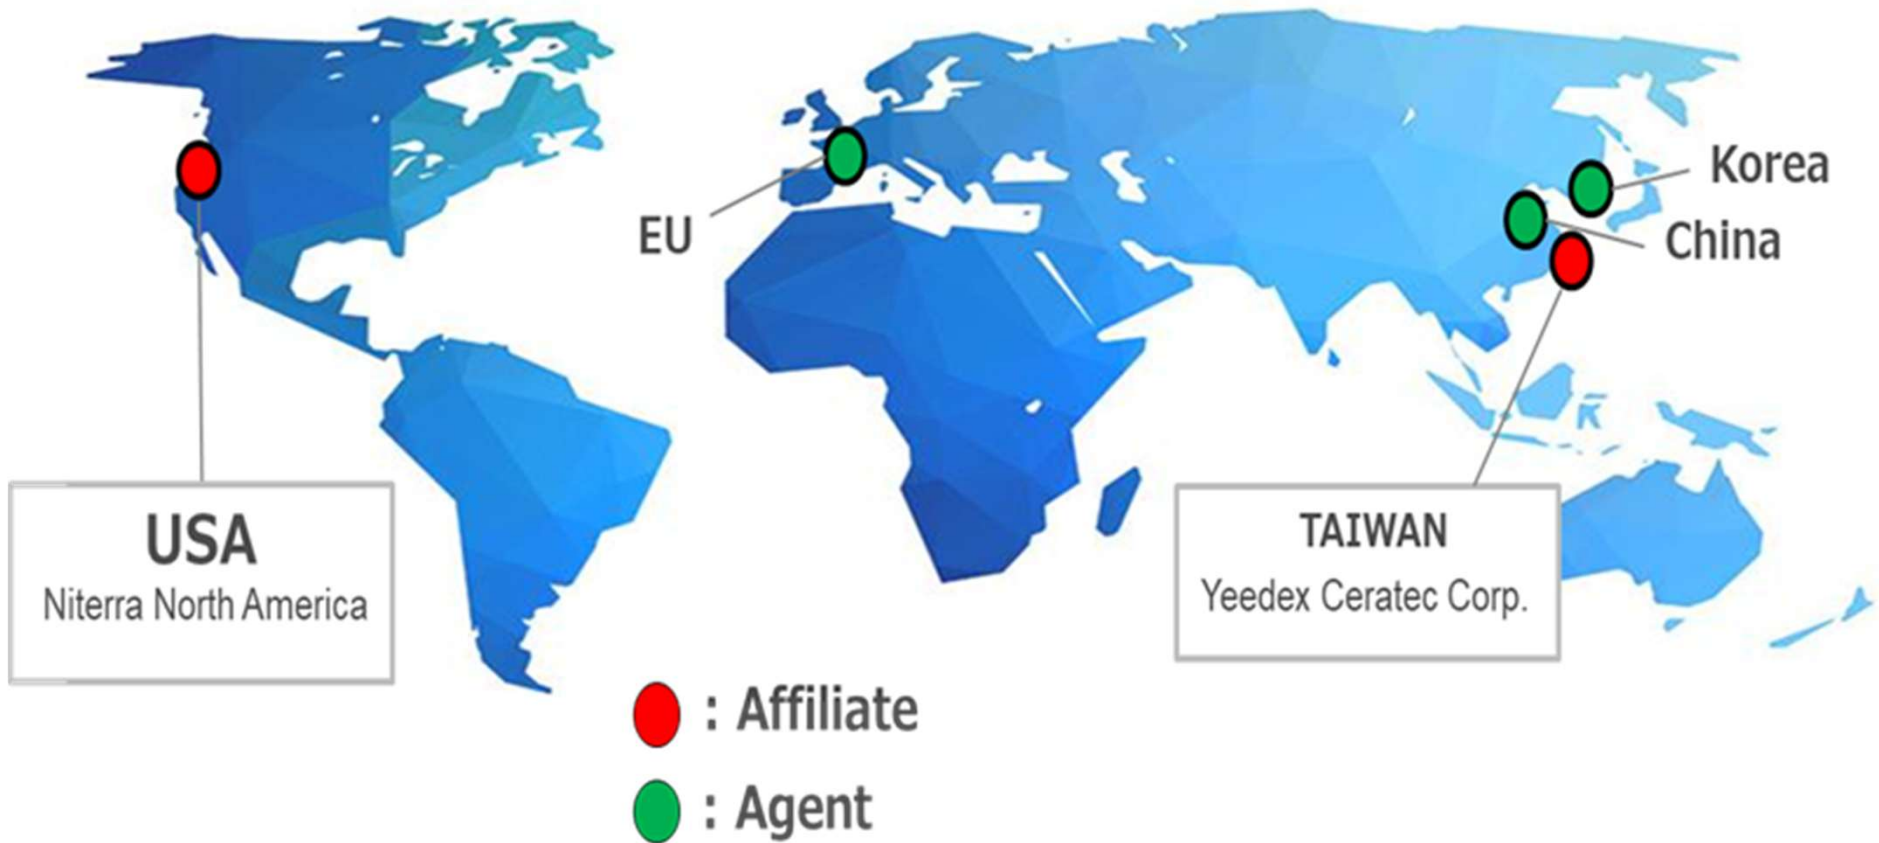 Korea
EU
China
USA
Niterra North America
TAIWAN
Yeedex Ceratec Corp.
: Affiliate
: Agent